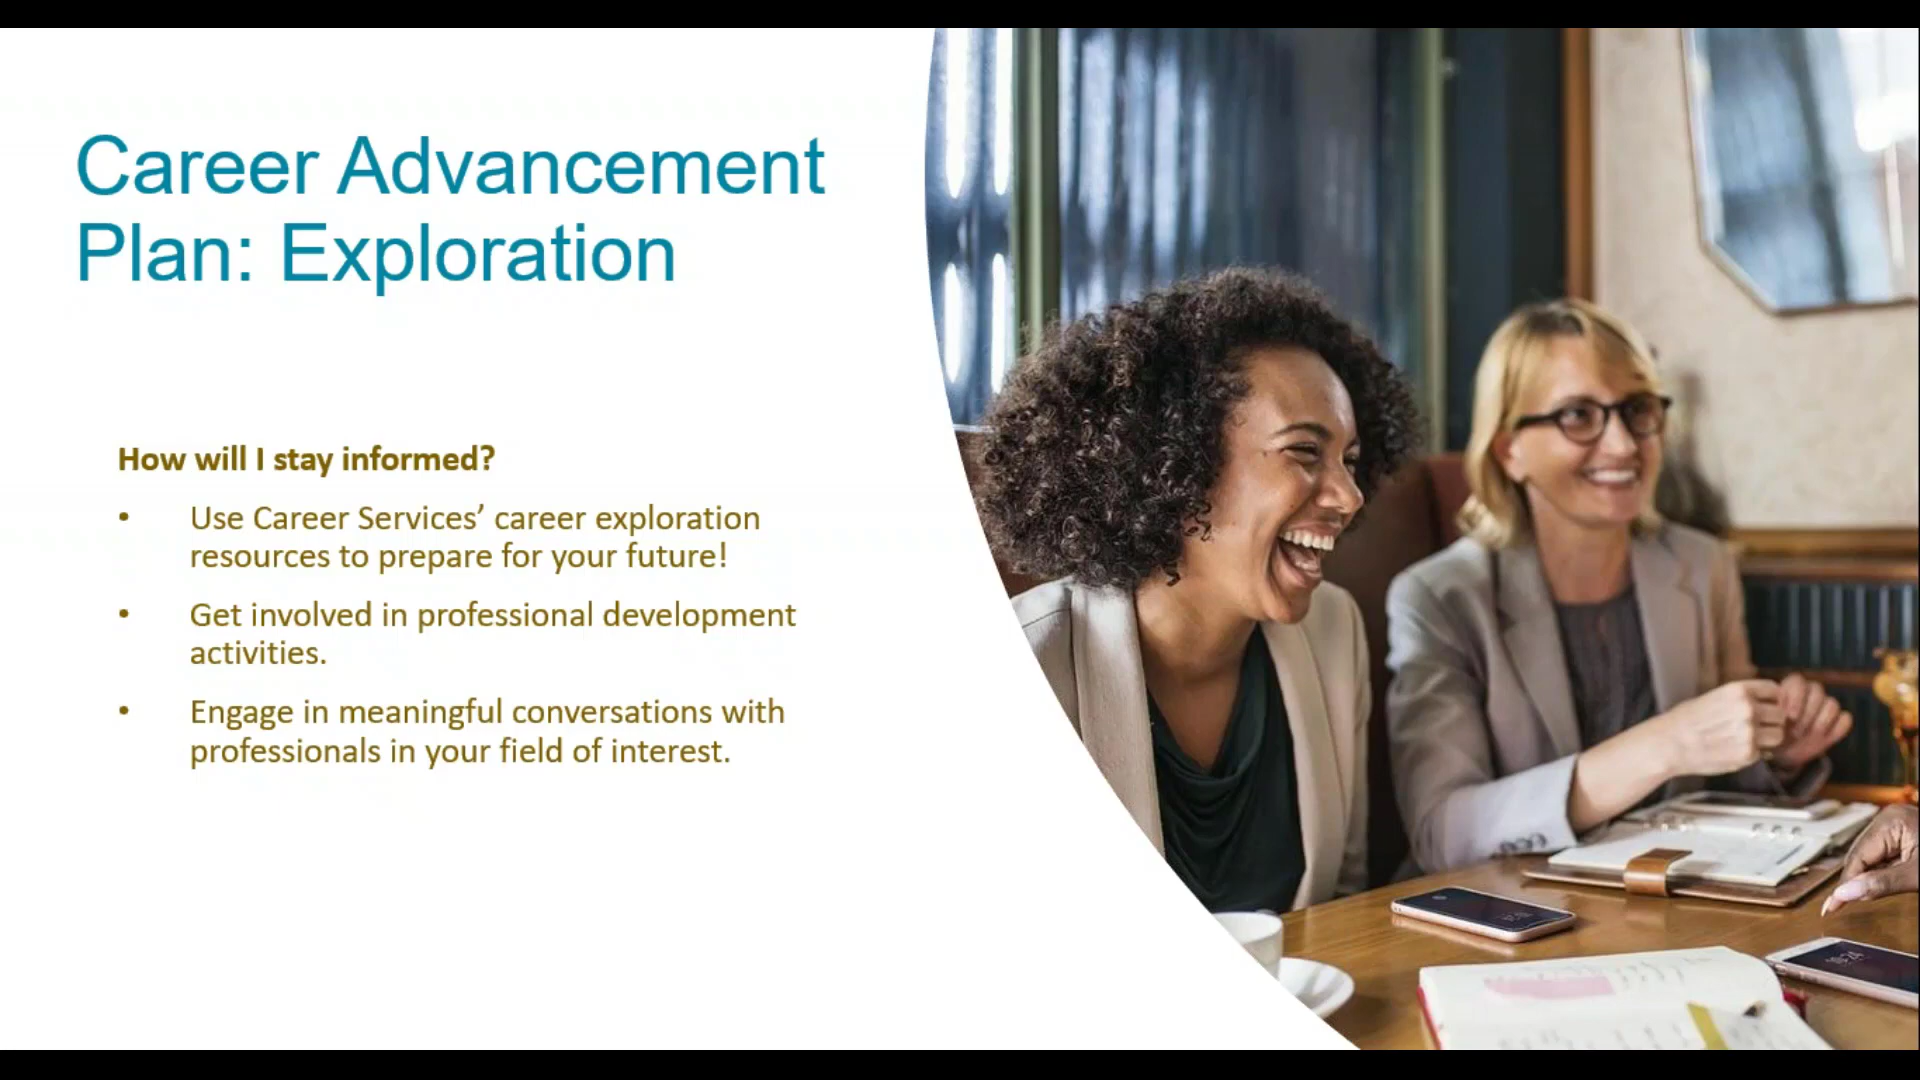 Career Advancement
Plan: Exploration
How will I stay informed?
• Use Career Services’ career exploration
resources to prepare for your future!
• Get involved in professional development
activities.
• Engage in meaningful conversations with
professionals in your field of interest.